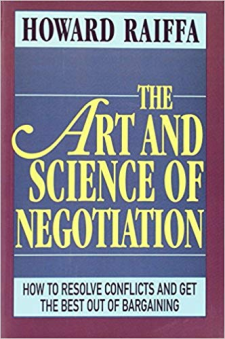 HOWARD RAIFFA
THE
ART AND
SCIENCE OF
NEGOTIATION
HOW TO RESOLVE CONFLICTS AND GET
THE BEST OUT OF BARGAINING